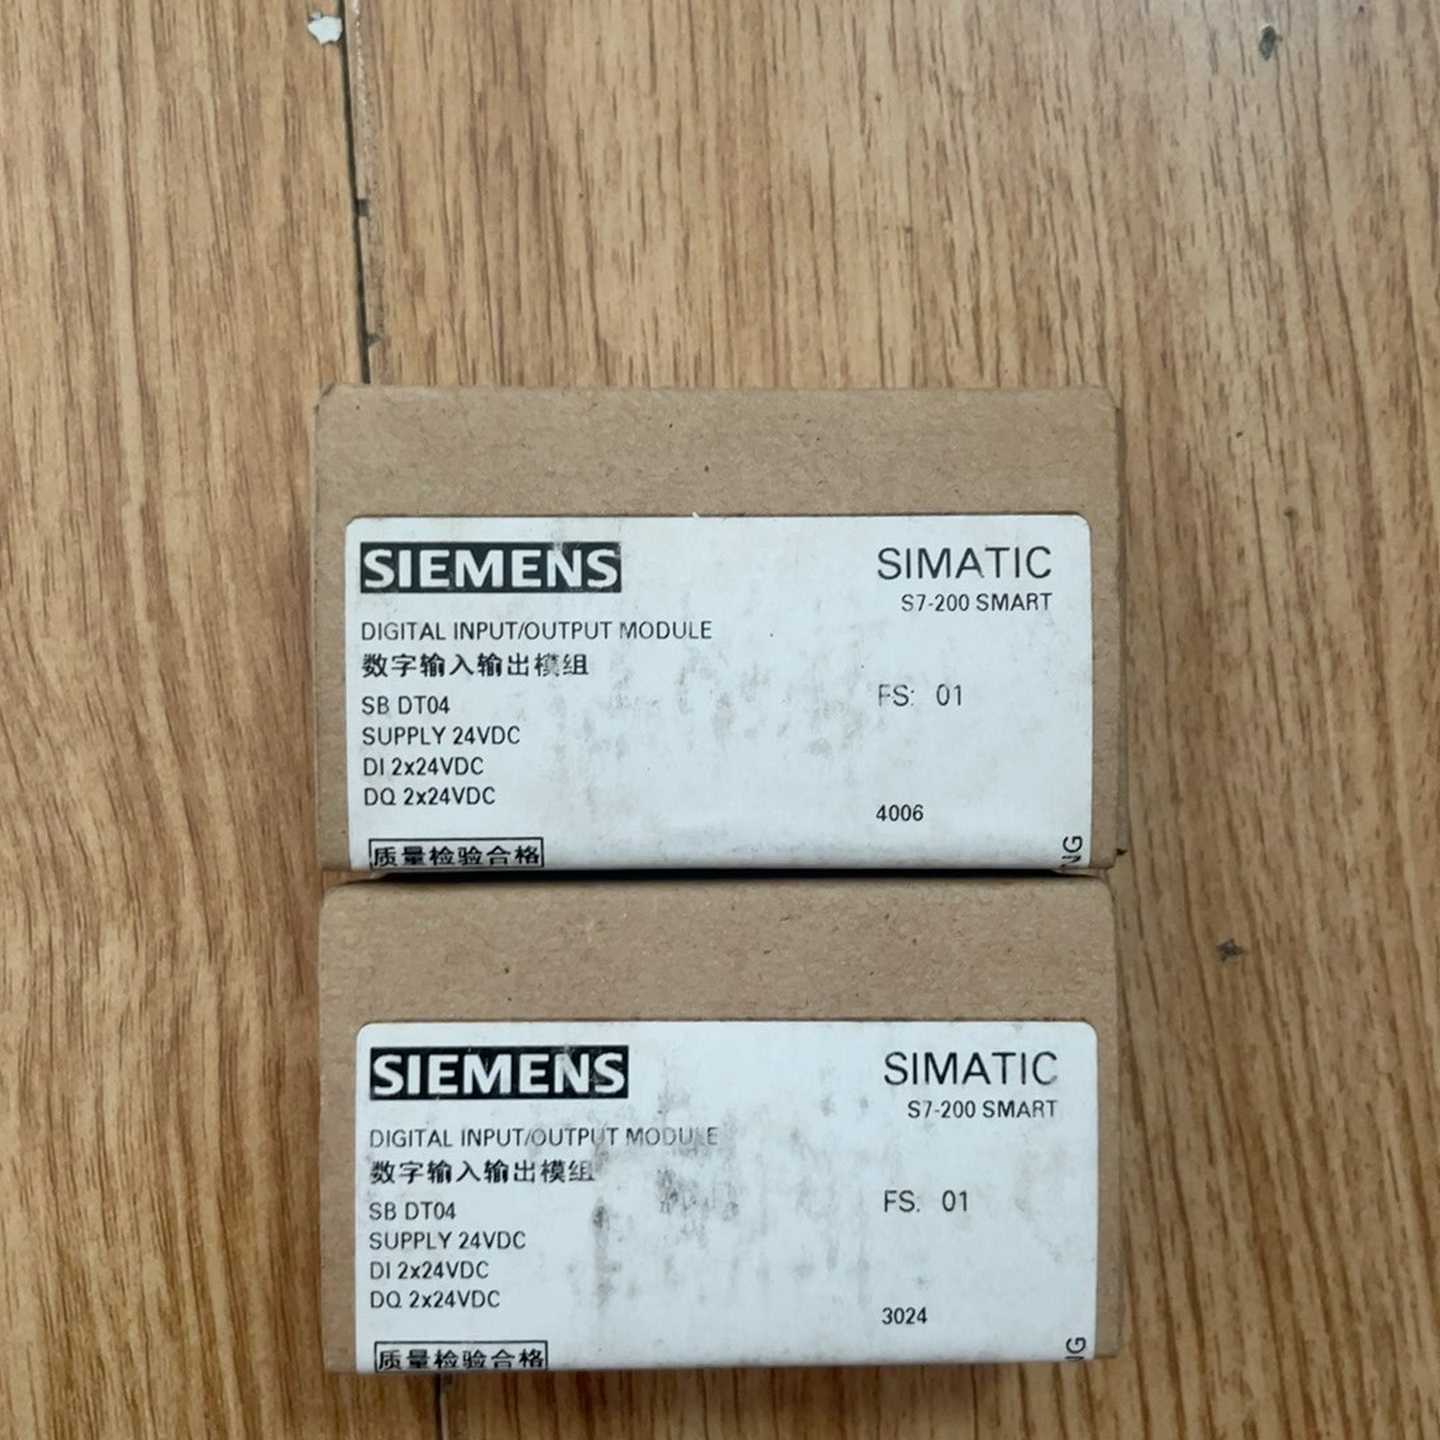 SIEMENS
SIMATIC
S7-200 SMART
DIGITAL INPUT/OUTPUT MODULE
数字输入输出模组
SB DT04
FS: 01
SUPPLY 24VDC
DI 2x24VDC
DQ 2x24VDC
4006
质量检验合格
NG
SIEMENS
SIMATIC
S7-200 SMART
DIGITAL INPUT/OUTPUT MODULE
数字输入输出模组
SB DT04
FS: 01
SUPPLY 24VDC
DI 2x24VDC
DQ 2x24VDC
3024
质量检验合格
NG